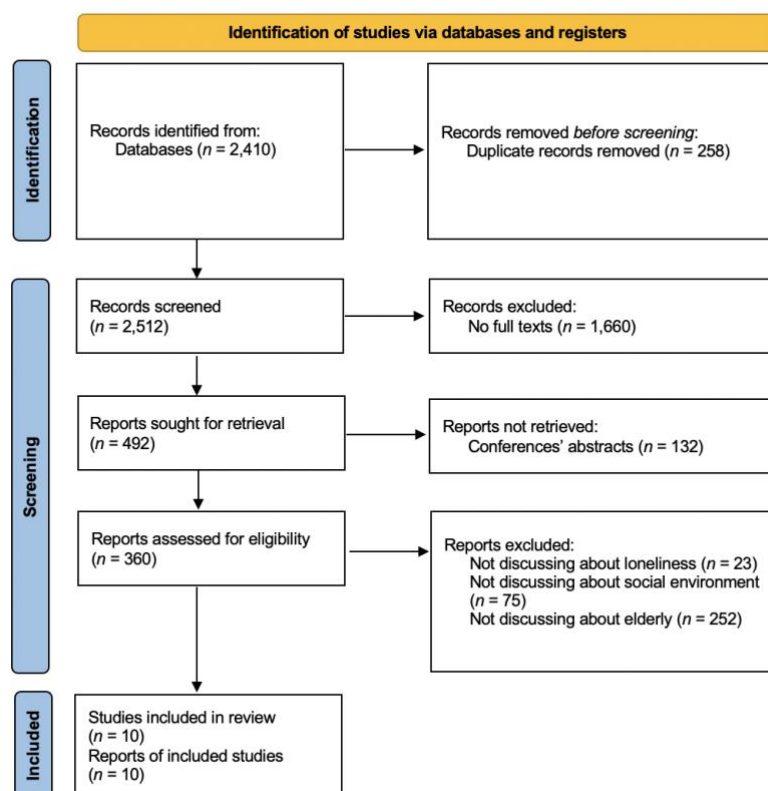 Identification of studies via databases and registers
Identification
Records identified from:
Databases (n = 2,410)
Records removed before screening:
Duplicate records removed (n = 258)
Screening
Records screened
(n = 2,512)
Records excluded:
No full texts (n = 1,660)
Reports sought for retrieval
(n = 492)
Reports not retrieved:
Conferences' abstracts (n = 132)
Reports assessed for eligibility
(n = 360)
Reports excluded:
Not discussing about loneliness (n = 23)
Not discussing about social environment
(n = 75)
Not discussing about elderly (n = 252)
Included
Studies included in review
(n = 10)
Reports of included studies
(n = 10)